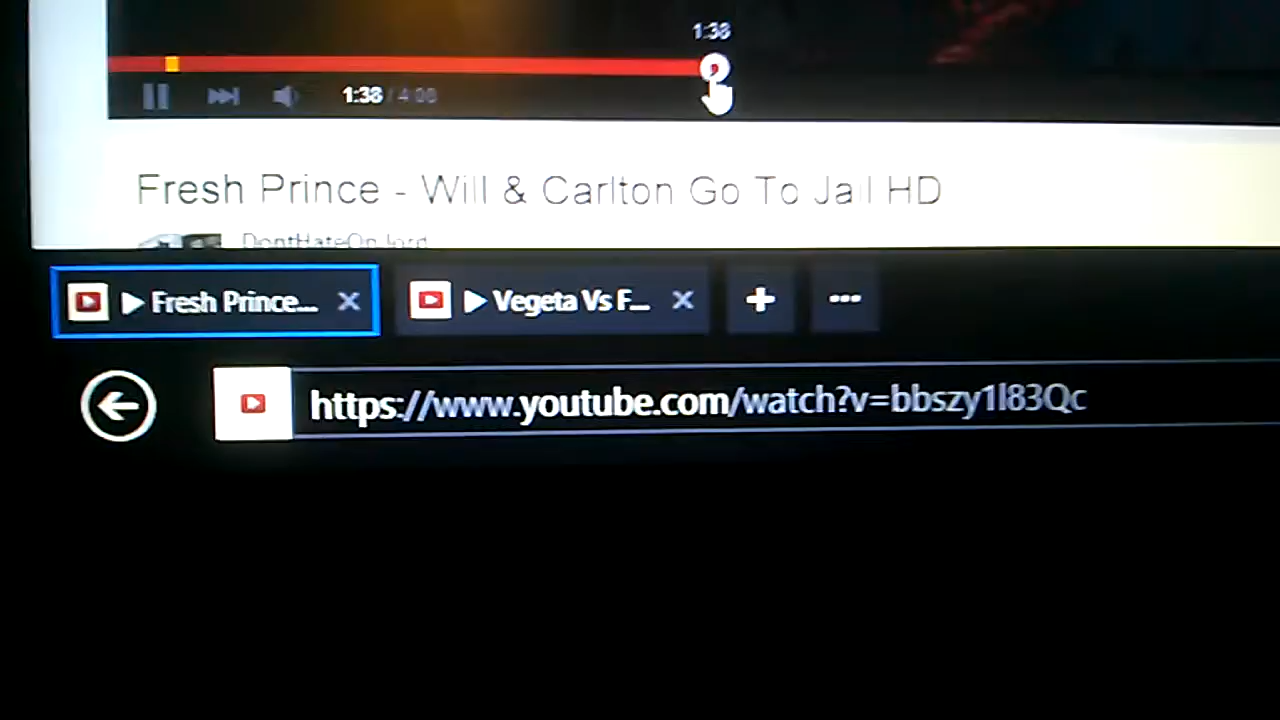 1:38
1:38 / 4:00
Fresh Prince - Will & Carlton Go To Jail HD
DontHateOnJord
Fresh Prince...
Vegeta Vs F...
https://www.youtube.com/watch?v=bbszy1l83Qc